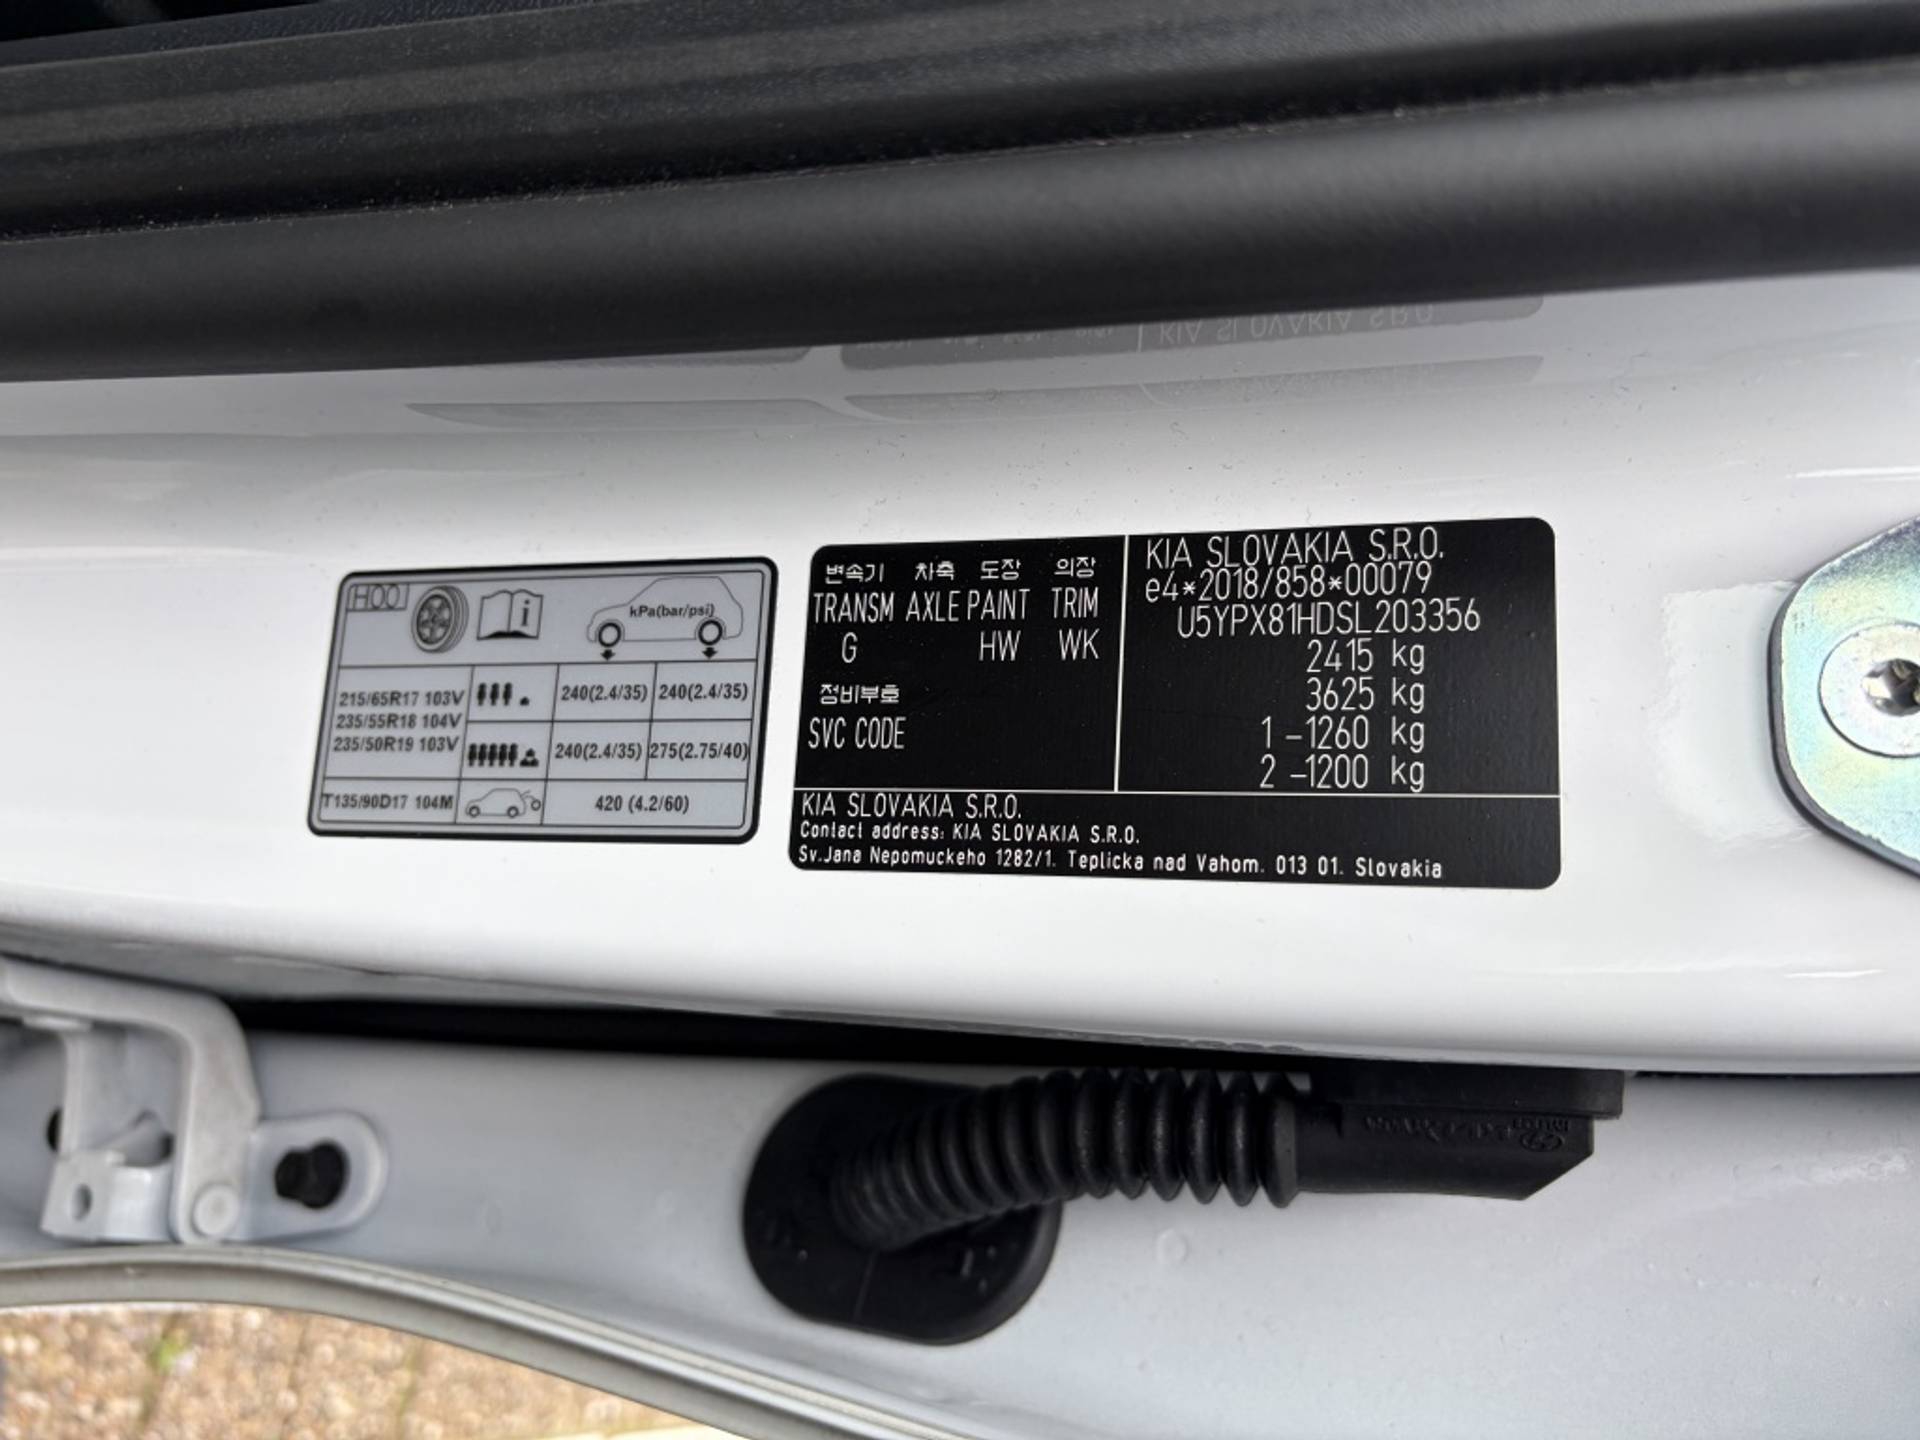 H00 i kPa(bar/psi)
215/65R17 103V
235/55R18 104V
235/50R19 103V
240(2.4/35) 240(2.4/35)
240(2.4/35) 275(2.75/40)
T135/90D17 104M 420 (4.2/60)
변속기 차축 도장 의장
TRANSM AXLE PAINT TRIM
G HW WK
정비부호
SVC CODE
KIA SLOVAKIA S.R.O.
e4*2018/858*00079
U5YPX81HDSL203356
2415 kg
3625 kg
1 -1260 kg
2 -1200 kg
KIA SLOVAKIA S.R.O.
Contact address: KIA SLOVAKIA S.R.O.
Sv.Jana Nepomuckeho 1282/1. Teplicka nad Vahom. 013 01. Slovakia